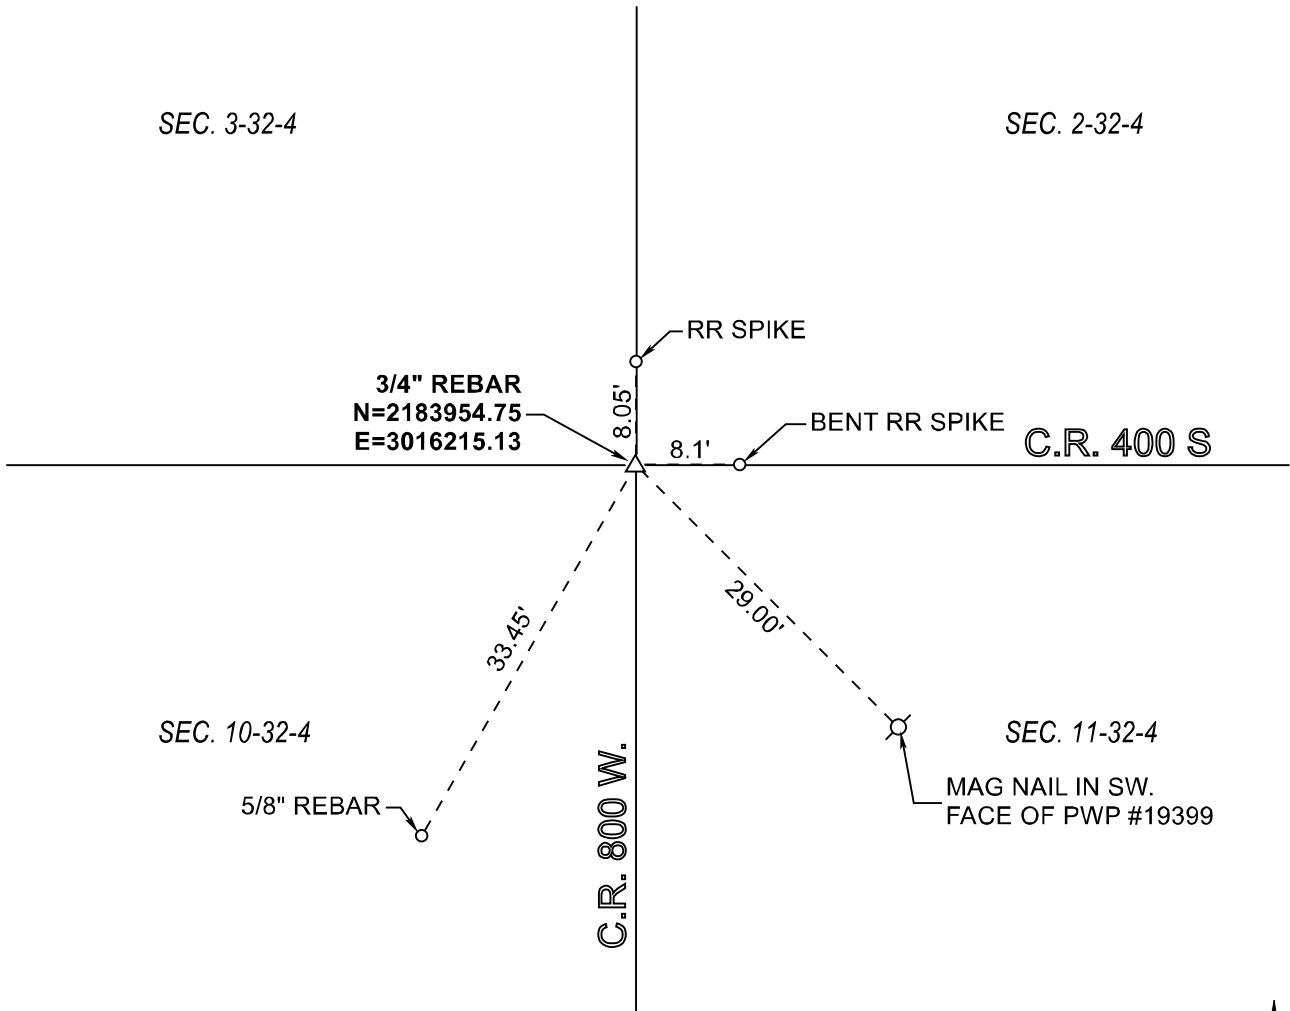 SEC. 3-32-4
SEC. 2-32-4
RR SPIKE
3/4" REBAR
N=2183954.75
E=3016215.13
8.05'
8.1'
BENT RR SPIKE
C.R. 400 S
33.45'
29.00'
SEC. 10-32-4
SEC. 11-32-4
5/8" REBAR
MAG NAIL IN SW.
FACE OF PWP #19399
C.R. 800 W.